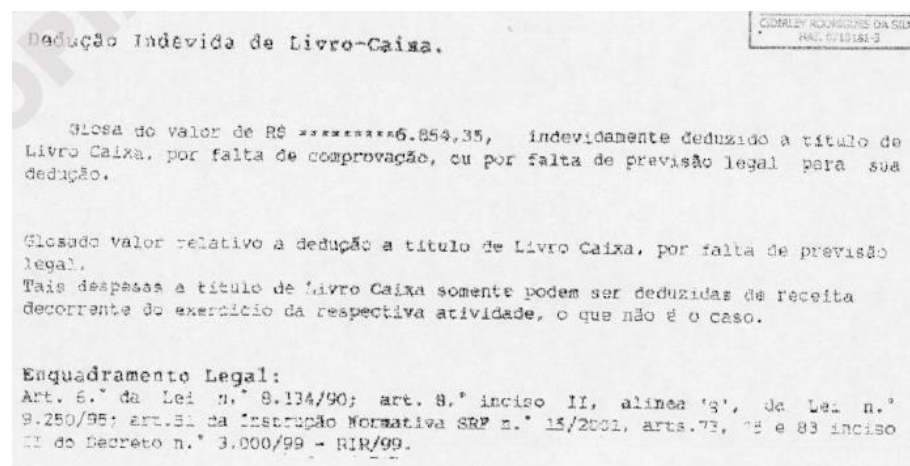 Dedução Indevida de Livro-Caixa.
MAT. 0710182-3
Glosa do valor de R$ *********6.854,35, indevidamente deduzido a título de
Livro Caixa, por falta de comprovação, ou por falta de previsão legal para sua
dedução.
Glosado valor relativo a dedução a título de Livro Caixa, por falta de previsão
legal.
Tais despesas a título de Livro Caixa somente podem ser deduzidas de receita
decorrente do exercício da respectiva atividade, o que não é o caso.
Enquadramento Legal:
Art. 6.° da Lei n.° 8.134/90; art. 8.° inciso II, alínea 'g', da Lei n.°
9.250/95; art.51 da Instrução Normativa SRF n.° 15/2001, arts.73, e 83 inciso
II do Decreto n.° 3.000/99 - RIR/99.